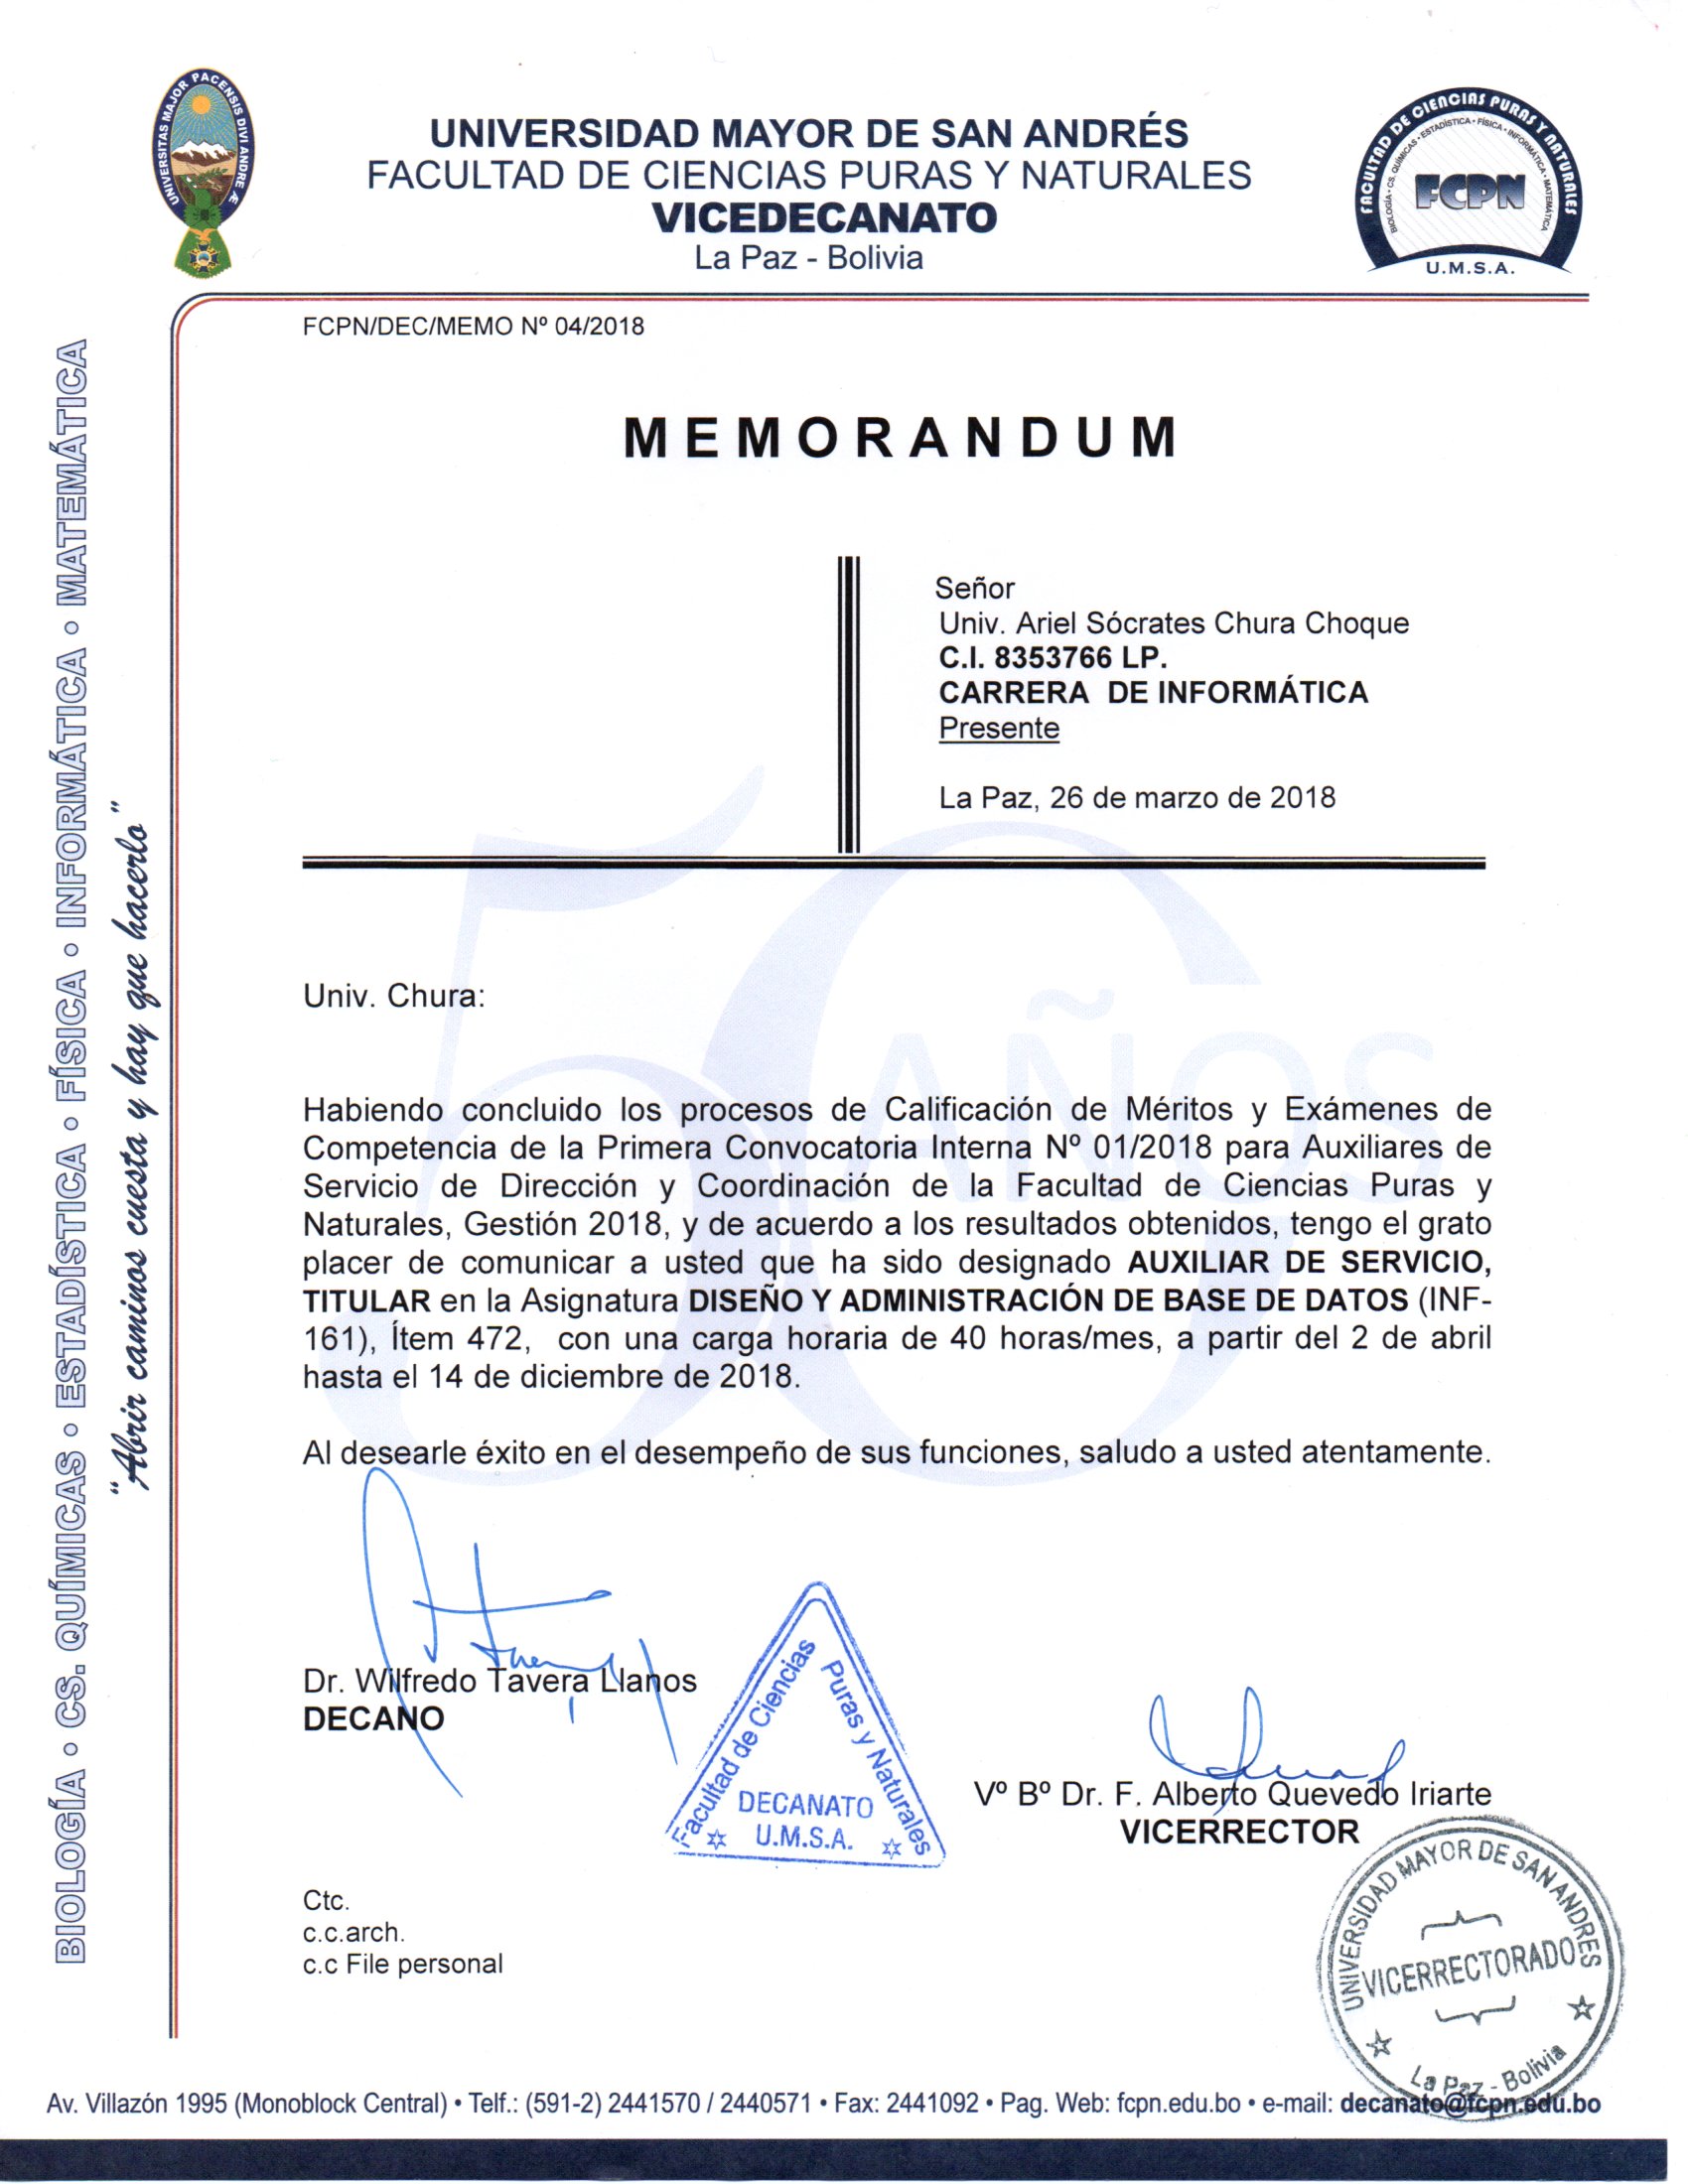 UNIVERSITAS MAJOR PACENSIS DIVI ANDRE Æ
UNIVERSIDAD MAYOR DE SAN ANDRÉS
FACULTAD DE CIENCIAS PURAS Y NATURALES
VICEDECANATO
La Paz - Bolivia
FACULTAD DE CIENCIAS PURAS Y NATURALES
BIOLOGÍA • CS. QUÍMICAS • ESTADÍSTICA • FÍSICA • INFORMÁTICA • MATEMÁTICA
FCPN
U.M.S.A.
BIOLOGÍA • CS. QUÍMICAS • ESTADÍSTICA • FÍSICA • INFORMÁTICA • MATEMÁTICA
"Abrir caminos cuesta y hay que hacerlo"
FCPN/DEC/MEMO Nº 04/2018
MEMORANDUM
Señor
Univ. Ariel Sócrates Chura Choque
C.I. 8353766 LP.
CARRERA DE INFORMÁTICA
Presente
La Paz, 26 de marzo de 2018
50 AÑOS
Univ. Chura:
Habiendo concluido los procesos de Calificación de Méritos y Exámenes de
Competencia de la Primera Convocatoria Interna Nº 01/2018 para Auxiliares de
Servicio de Dirección y Coordinación de la Facultad de Ciencias Puras y
Naturales, Gestión 2018, y de acuerdo a los resultados obtenidos, tengo el grato
placer de comunicar a usted que ha sido designado AUXILIAR DE SERVICIO,
TITULAR en la Asignatura DISEÑO Y ADMINISTRACIÓN DE BASE DE DATOS (INF-
161), Ítem 472, con una carga horaria de 40 horas/mes, a partir del 2 de abril
hasta el 14 de diciembre de 2018.
Al desearle éxito en el desempeño de sus funciones, saludo a usted atentamente.
Dr. Wilfredo Tavera Llanos
DECANO
Facultad de Ciencias Puras y Naturales
DECANATO
U.M.S.A.
Vº Bº Dr. F. Alberto Quevedo Iriarte
VICERRECTOR
UNIVERSIDAD MAYOR DE SAN ANDRES
VICERRECTORADO
La Paz - Bolivia
Ctc.
c.c.arch.
c.c File personal
Av. Villazón 1995 (Monoblock Central) • Telf.: (591-2) 2441570 / 2440571 • Fax: 2441092 • Pag. Web: fcpn.edu.bo • e-mail: decanato@fcpn.edu.bo